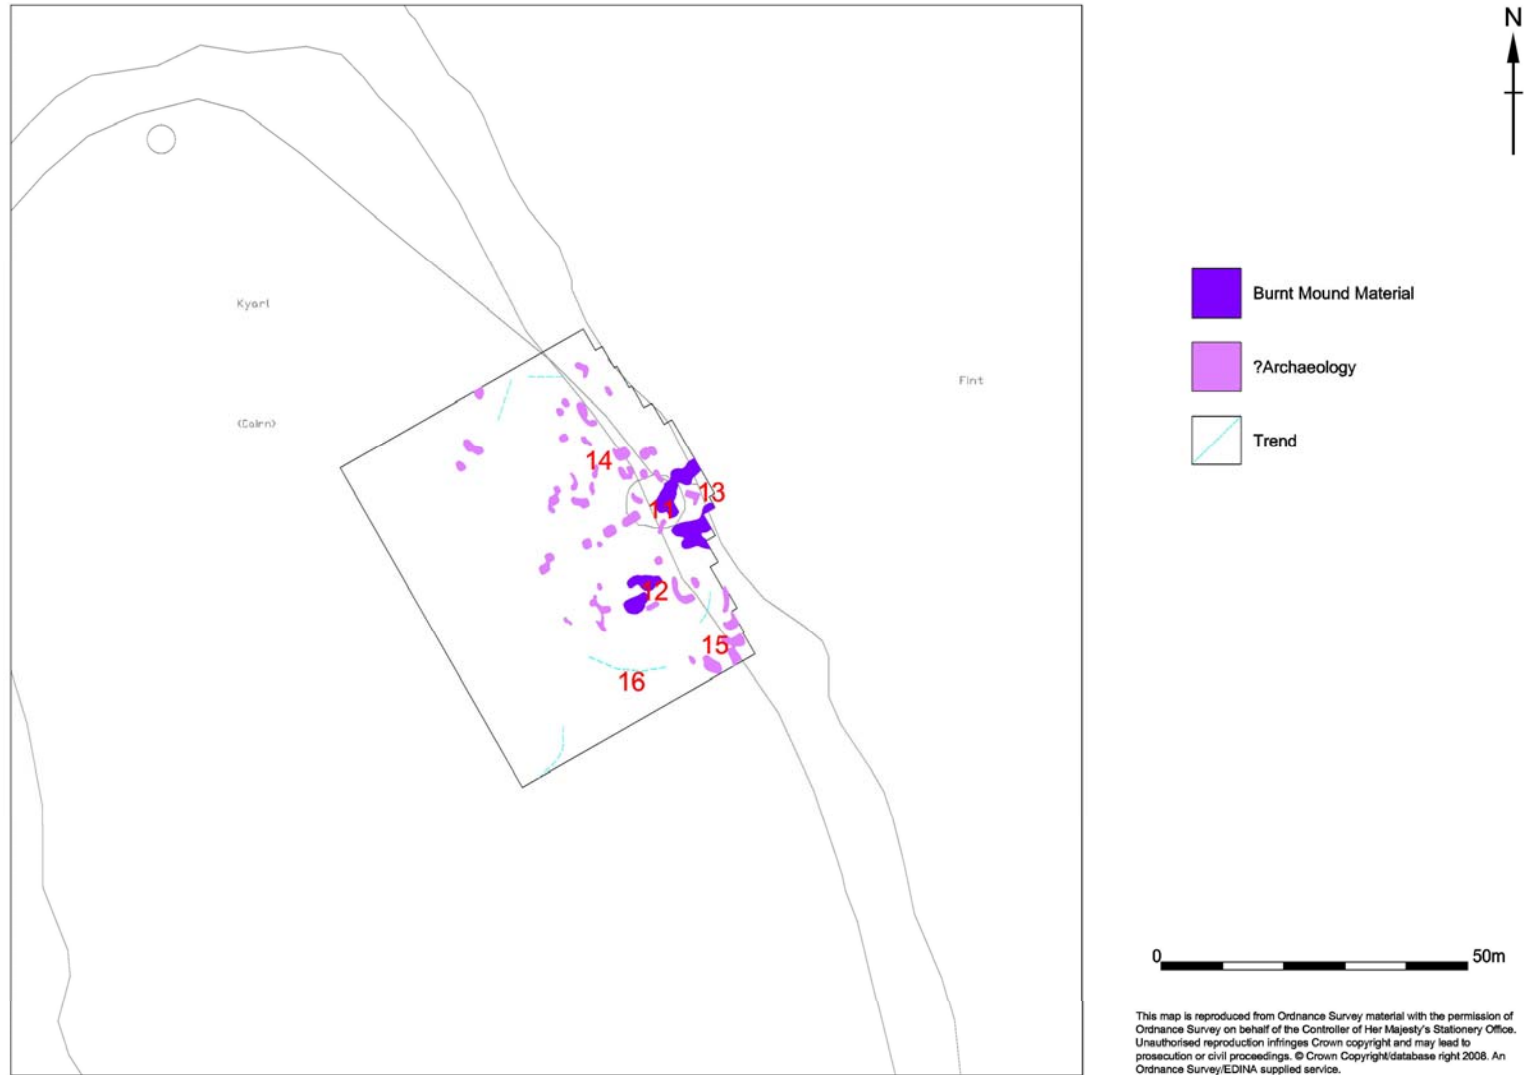 N
Kyarl
Flnt
(Cairn)
14
13
11
12
15
16
Burnt Mound Material
?Archaeology
Trend
0 50m
This map is reproduced from Ordnance Survey material with the permission of
Ordnance Survey on behalf of the Controller of Her Majesty's Stationery Office.
Unauthorised reproduction infringes Crown copyright and may lead to
prosecution or civil proceedings. © Crown Copyright/database right 2008. An
Ordnance Survey/EDINA supplied service.